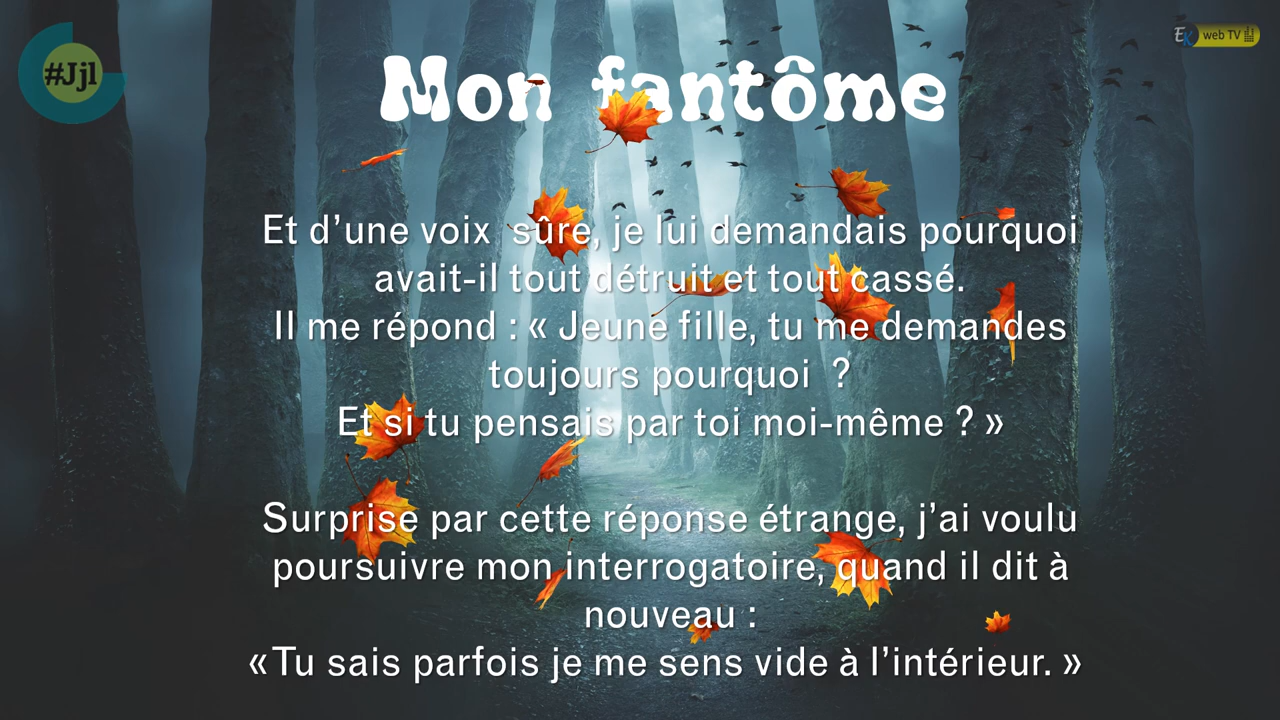 #Jjl
EK web TV
Mon fantôme
Et d’une voix sûre, je lui demandais pourquoi
avait-il tout détruit et tout cassé.
Il me répond : « Jeune fille, tu me demandes
toujours pourquoi ?
Et si tu pensais par toi moi-même ? »
Surprise par cette réponse étrange, j’ai voulu
poursuivre mon interrogatoire, quand il dit à
nouveau :
«Tu sais parfois je me sens vide à l’intérieur. »